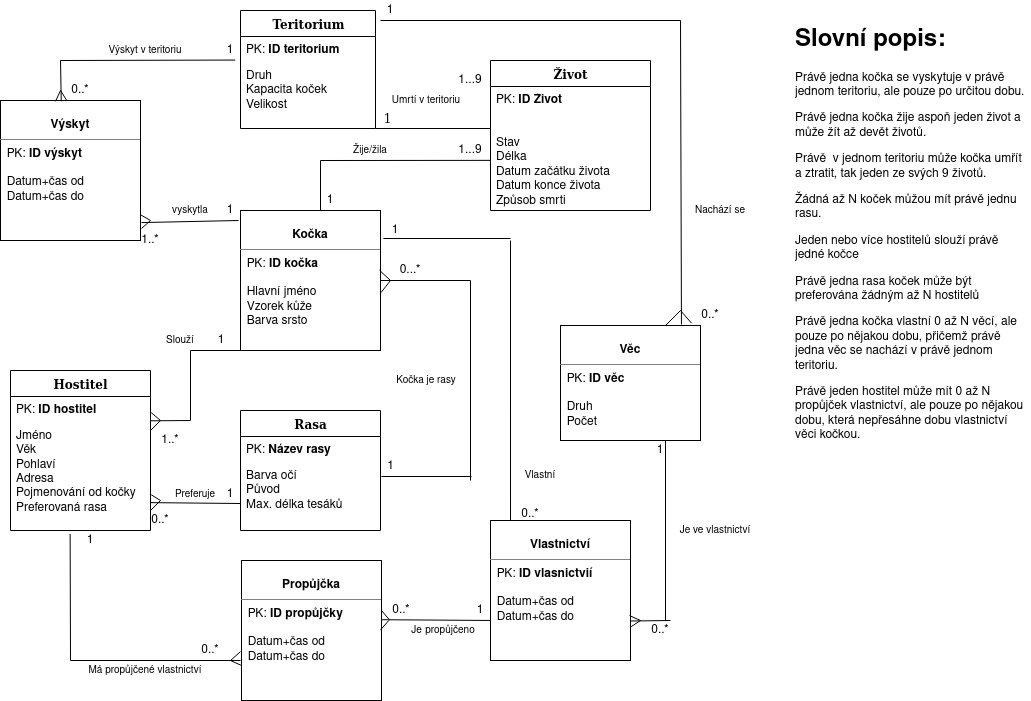 Teritorium
PK: ID teritorium
Druh
Kapacita koček
Velikost
1
Výskyt v teritoriu
1
0..*
Výskyt
PK: ID výskyt
Datum+čas od
Datum+čas do
1...9
Umrtí v teritoriu
1
Život
PK: ID Zivot
Stav
Délka
Datum začátku života
Datum konce života
Způsob smrti
Žije/žila
1...9
1
vyskytla
1
1..*
Kočka
PK: ID kočka
Hlavní jméno
Vzorek kůže
Barva srsto
1
0...*
Nachází se
0..*
Věc
PK: ID věc
Druh
Počet
1
Slouží
1
1..*
Hostitel
PK: ID hostitel
Jméno
Věk
Pohlaví
Adresa
Pojmenování od kočky
Preferovaná rasa
Kočka je rasy
Rasa
PK: Název rasy
Barva očí
Původ
Max. délka tesáků
1
Preferuje
1
0..*
1
Vlastní
0..*
Vlastnictví
PK: ID vlasnictvií
Datum+čas od
Datum+čas do
Je ve vlastnictví
0..*
Propůjčka
PK: ID propůjčky
Datum+čas od
Datum+čas do
0..*
1
Je propůjčeno
0..*
Má propůjčené vlastnictví
Slovní popis:
Právě jedna kočka se vyskytuje v právě
jednom teritoriu, ale pouze po určitou dobu.
Právě jedna kočka žije aspoň jeden život a
může žít až devět životů.
Právě v jednom teritoriu může kočka umřít
a ztratit, tak jeden ze svých 9 životů.
Žádná až N koček můžou mít právě jednu
rasu.
Jeden nebo více hostitelů slouží právě
jedné kočce
Právě jedna rasa koček může být
preferována žádným až N hostitelů
Právě jedna kočka vlastní 0 až N věcí, ale
pouze po nějakou dobu, přičemž právě
jedna věc se nachází v právě jednom
teritoriu.
Právě jeden hostitel může mít 0 až N
propůjček vlastnictví, ale pouze po nějakou
dobu, která nepřesáhne dobu vlastnictví
věci kočkou.